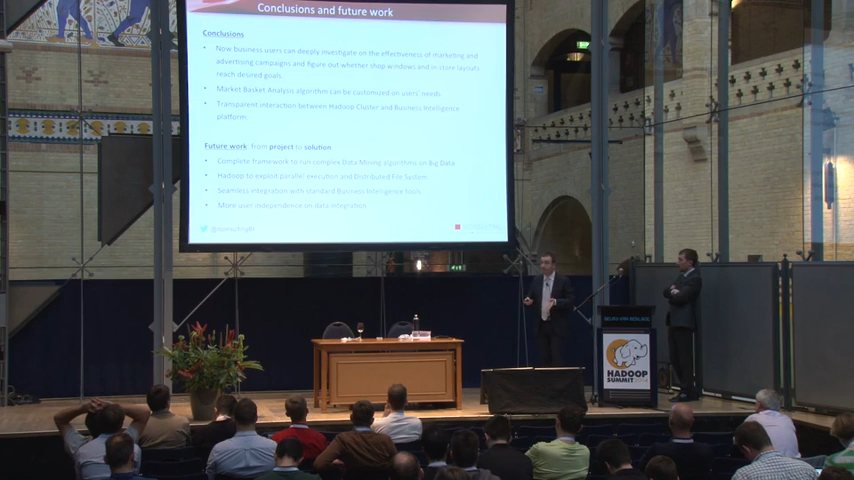 Conclusions and future work
Conclusions
• Now business users can deeply investigate on the effectiveness of marketing and
advertising campaigns and figure out whether shop windows and in-store layouts
reach desired goals.
• Market Basket Analysis algorithm can be customized on users' needs.
• Transparent interaction between Hadoop Cluster and Business Intelligence
platform.
Future work: from project to solution
• Complete framework to run complex Data Mining algorithms on Big Data.
• Hadoop to exploit parallel execution and Distributed File System.
• Seamless integration with standard Business Intelligence tools.
• More user independence on data integration.
HADOOP
SUMMIT 2014